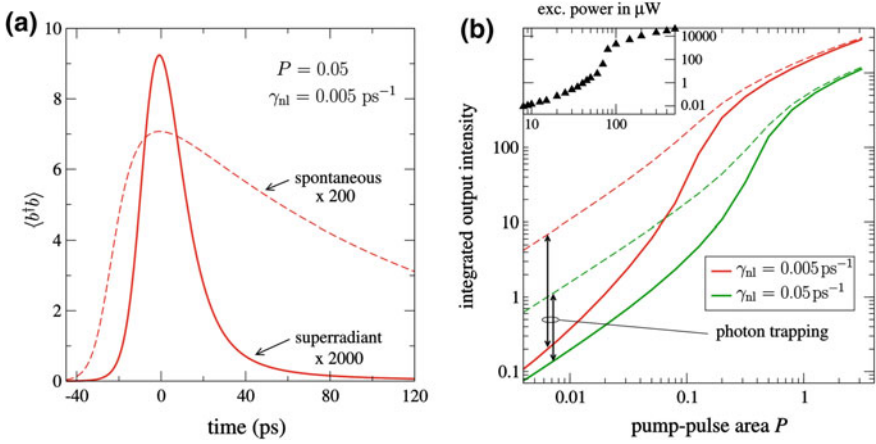 (a)
P = 0.05
γnl = 0.005 ps⁻¹
spontaneous
x 200
superradiant
x 2000
⟨b†b⟩
10
8
6
4
2
0
-40 0 40 80 120
time (ps)
(b)
exc. power in μW
10000
100
1
0.01
10 100
100
10
1
0.1
integrated output intensity
γnl = 0.005 ps⁻¹
γnl = 0.05 ps⁻¹
photon trapping
0.01 0.1 1
pump-pulse area P